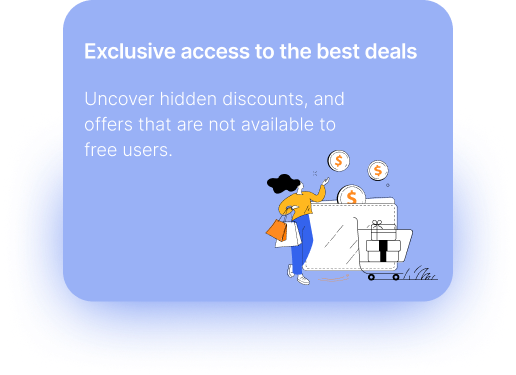 Exclusive access to the best deals
Uncover hidden discounts, and
offers that are not available to
free users.